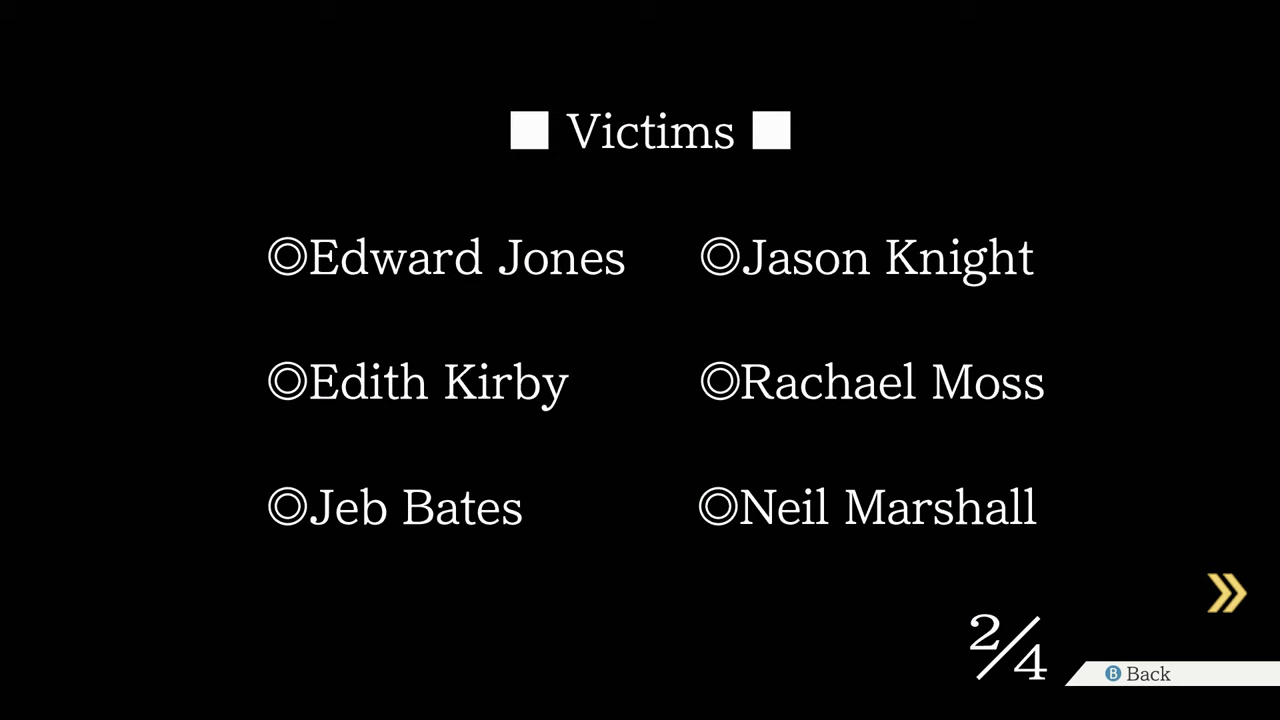 ■ Victims ■
◎Edward Jones ◎Jason Knight
◎Edith Kirby ◎Rachael Moss
◎Jeb Bates ◎Neil Marshall
2/4
B Back